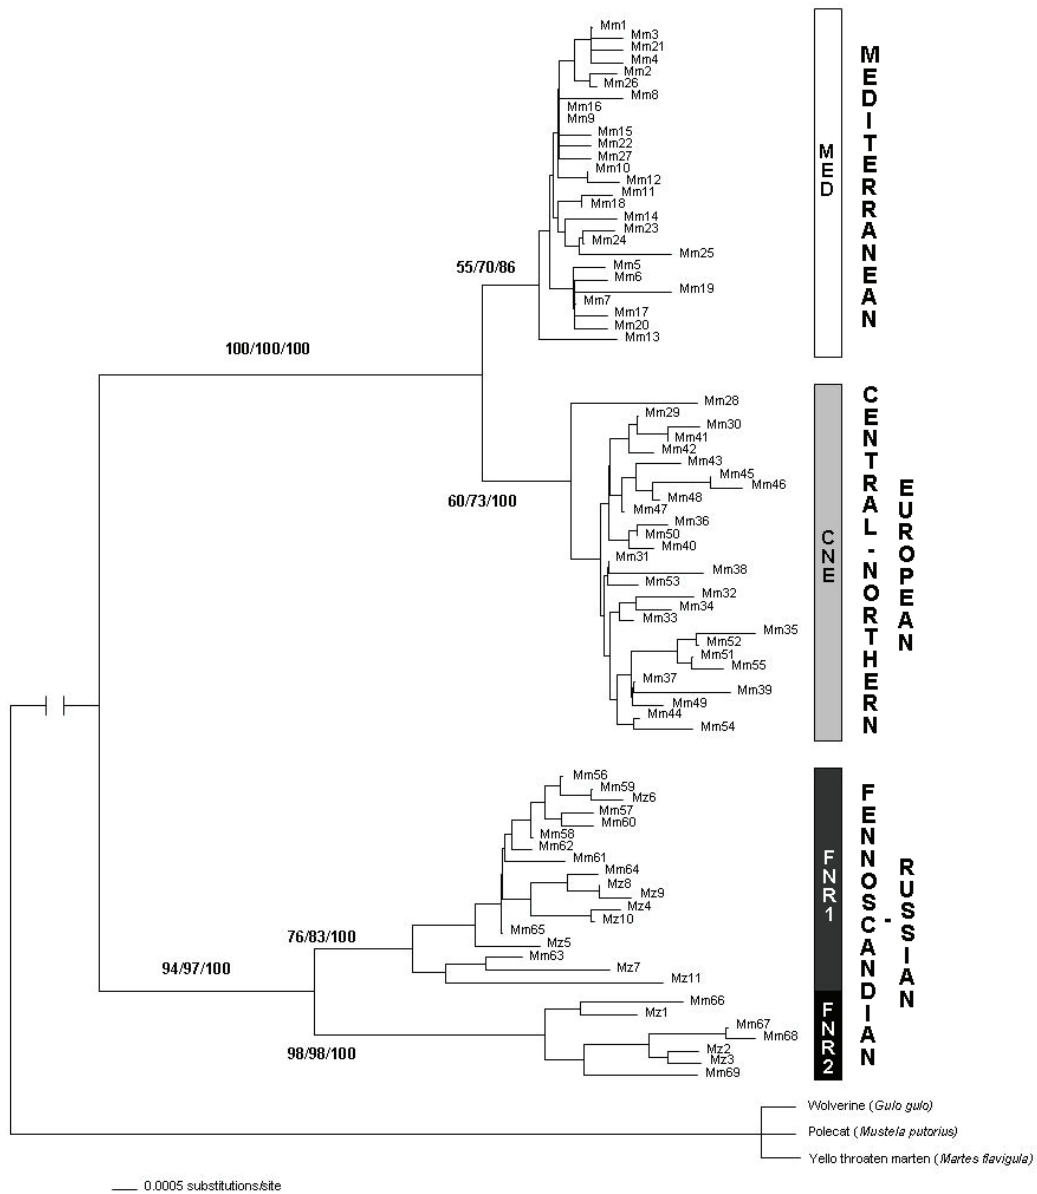 Mm1
Mm3
Mm21
Mm4
Mm2
Mm26
Mm8
Mm16
Mm9
Mm15
Mm22
Mm27
Mm10
Mm12
Mm11
Mm18
Mm14
Mm23
Mm24
Mm25
55/70/86
Mm5
Mm6
Mm19
Mm7
Mm17
Mm20
Mm13
MED
MEDITERRANEAN
100/100/100
Mm28
Mm29
Mm30
Mm41
Mm42
Mm43
Mm45
Mm46
Mm48
60/73/100
Mm47
Mm36
Mm50
Mm40
Mm31
Mm38
Mm53
Mm32
Mm34
Mm33
Mm35
Mm52
Mm51
Mm55
Mm37
Mm39
Mm49
Mm44
Mm54
CNE
CENTRAL-NORTHERN
EUROPEAN
Mm56
Mm59
Mz6
Mm57
Mm60
Mm58
Mm62
Mm61
Mm64
Mz8
Mz9
Mz4
Mz10
Mm65
76/83/100
Mz5
Mm63
94/97/100
Mz7
Mz11
Mm66
Mz1
Mm67
Mm68
98/98/100
Mz2
Mz3
Mm69
FNR1
FNR2
FENNOSCANDIAN
-
RUSSIAN
Wolverine (Gulo gulo)
Polecat (Mustela putorius)
Yello throaten marten (Martes flavigula)
0.0005 substitutions/site